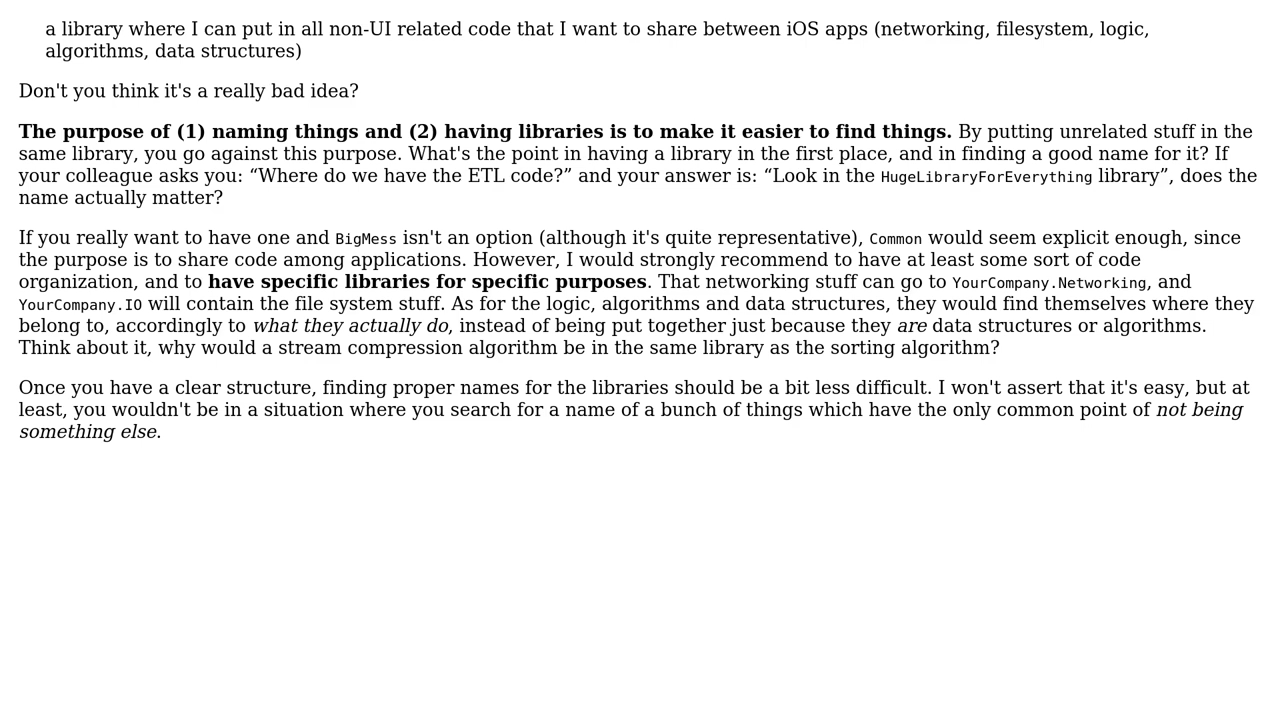 a library where I can put in all non-UI related code that I want to share between iOS apps (networking, filesystem, logic,
algorithms, data structures)
Don't you think it's a really bad idea?
The purpose of (1) naming things and (2) having libraries is to make it easier to find things. By putting unrelated stuff in the
same library, you go against this purpose. What's the point in having a library in the first place, and in finding a good name for it? If
your colleague asks you: “Where do we have the ETL code?” and your answer is: “Look in the HugeLibraryForEverything library”, does the
name actually matter?
If you really want to have one and BigMess isn't an option (although it's quite representative), Common would seem explicit enough, since
the purpose is to share code among applications. However, I would strongly recommend to have at least some sort of code
organization, and to have specific libraries for specific purposes. That networking stuff can go to YourCompany.Networking, and
YourCompany.IO will contain the file system stuff. As for the logic, algorithms and data structures, they would find themselves where they
belong to, accordingly to what they actually do, instead of being put together just because they are data structures or algorithms.
Think about it, why would a stream compression algorithm be in the same library as the sorting algorithm?
Once you have a clear structure, finding proper names for the libraries should be a bit less difficult. I won't assert that it's easy, but at
least, you wouldn't be in a situation where you search for a name of a bunch of things which have the only common point of not being
something else.